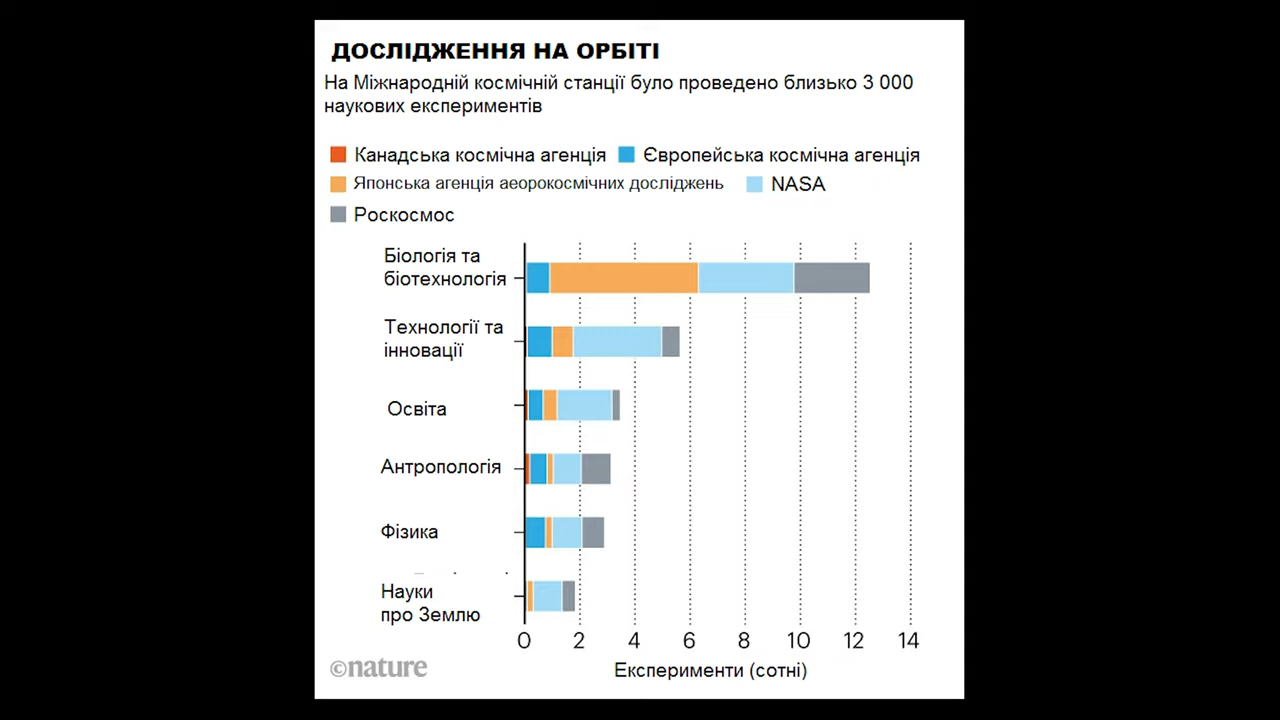 ДОСЛІДЖЕННЯ НА ОРБІТІ
На Міжнародній космічній станції було проведено близько 3 000
наукових експериментів
Канадська космічна агенція Європейська космічна агенція
Японська агенція аеорокосмічних досліджень NASA
Роскосмос
Біологія та
біотехнологія
Технології та
інновації
Освіта
Антропологія
Фізика
Науки
про Землю
0 2 4 6 8 10 12 14
Експерименти (сотні)
©nature